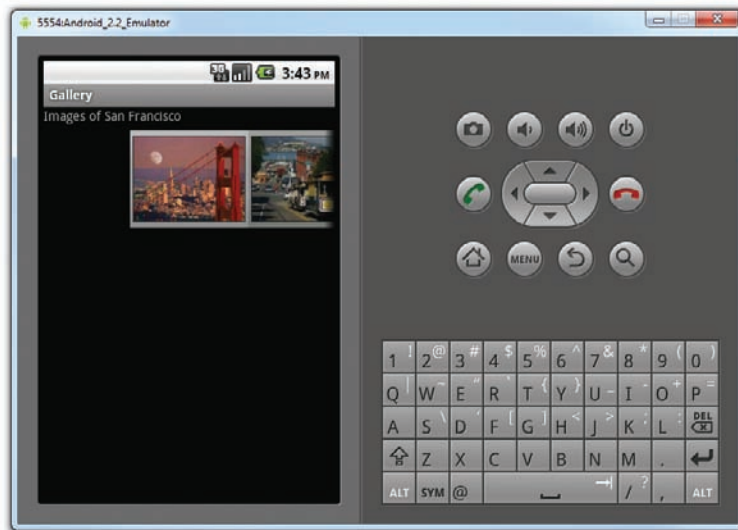 5554:Android_2.2_Emulator
3G 3:43 PM
Gallery
Images of San Francisco
MENU
1 ! 2 @ 3 # 4 $ 5 % 6 ^ 7 & 8 * 9 ( 0 )
Q | W ~ E " R ` T { Y } U _ I - O + P =
A S \ D ' F [ G ] H < J > K ; L : DEL
Z X C V B N M .
ALT SYM @ / ? , ALT